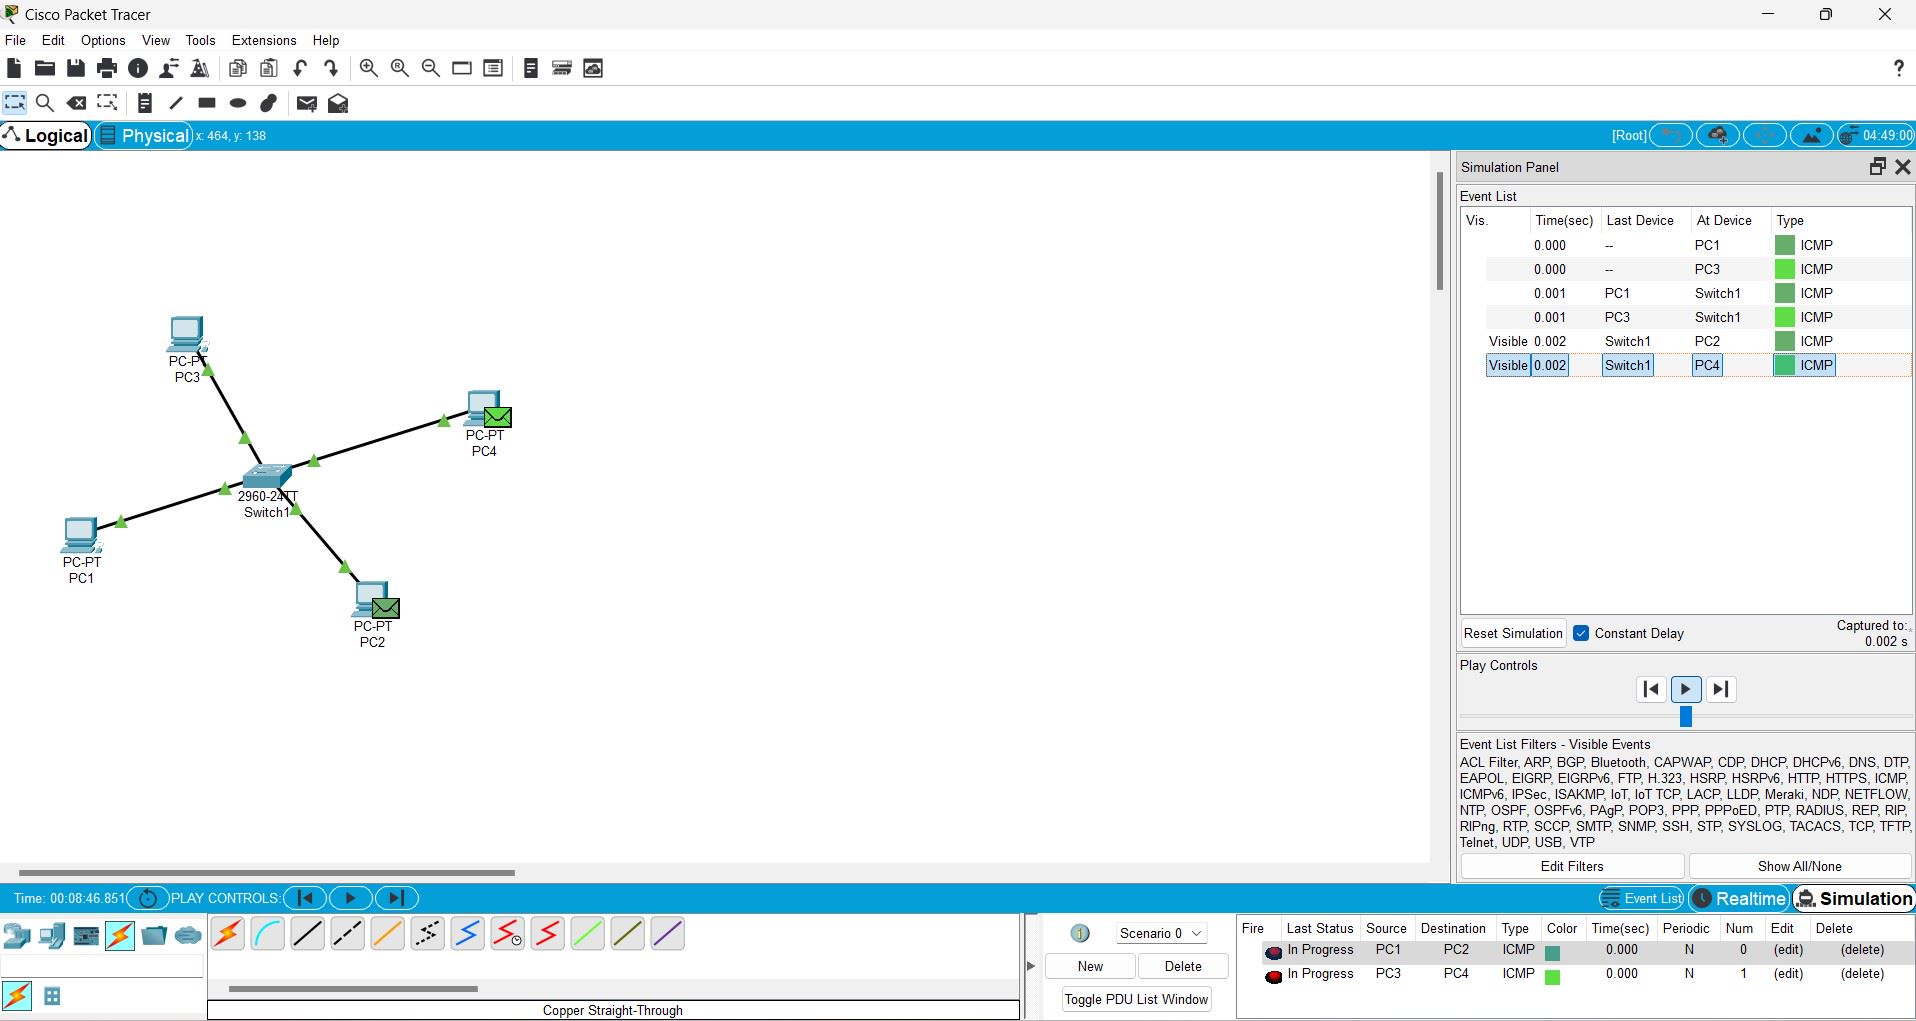 Cisco Packet Tracer
File Edit Options View Tools Extensions Help
Logical Physical x: 464, y: 138 [Root] 04:49:00
Simulation Panel
Event List
Vis. Time(sec) Last Device At Device Type
0.000 -- PC1 ICMP
0.000 -- PC3 ICMP
0.001 PC1 Switch1 ICMP
0.001 PC3 Switch1 ICMP
Visible 0.002 Switch1 PC2 ICMP
Visible 0.002 Switch1 PC4 ICMP
PC-PT
PC3
PC-PT
PC4
2960-24TT
Switch1
PC-PT
PC1
PC-PT
PC2
Reset Simulation Constant Delay Captured to:
0.002 s
Play Controls
Event List Filters - Visible Events
ACL Filter, ARP, BGP, Bluetooth, CAPWAP, CDP, DHCP, DHCPv6, DNS, DTP,
EAPOL, EIGRP, EIGRPv6, FTP, H.323, HSRP, HSRPv6, HTTP, HTTPS, ICMP,
ICMPv6, IPSec, ISAKMP, IoT, IoT TCP, LACP, LLDP, Meraki, NDP, NETFLOW,
NTP, OSPF, OSPFv6, PAgP, POP3, PPP, PPPoED, PTP, RADIUS, REP, RIP,
RIPng, RTP, SCCP, SMTP, SNMP, SSH, STP, SYSLOG, TACACS, TCP, TFTP,
Telnet, UDP, USB, VTP
Edit Filters Show All/None
Time: 00:08:46.851 PLAY CONTROLS: Event List Realtime Simulation
Scenario 0
New Delete
Toggle PDU List Window
Fire Last Status Source Destination Type Color Time(sec) Periodic Num Edit Delete
In Progress PC1 PC2 ICMP 0.000 N 0 (edit) (delete)
In Progress PC3 PC4 ICMP 0.000 N 1 (edit) (delete)
Copper Straight-Through